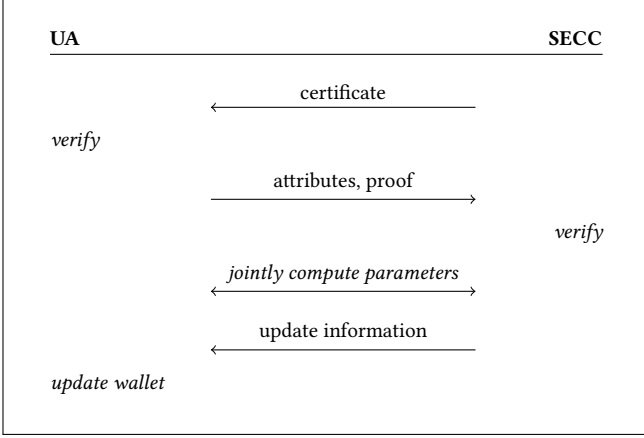 UA SECC
certificate
verify
attributes, proof
verify
jointly compute parameters
update information
update wallet